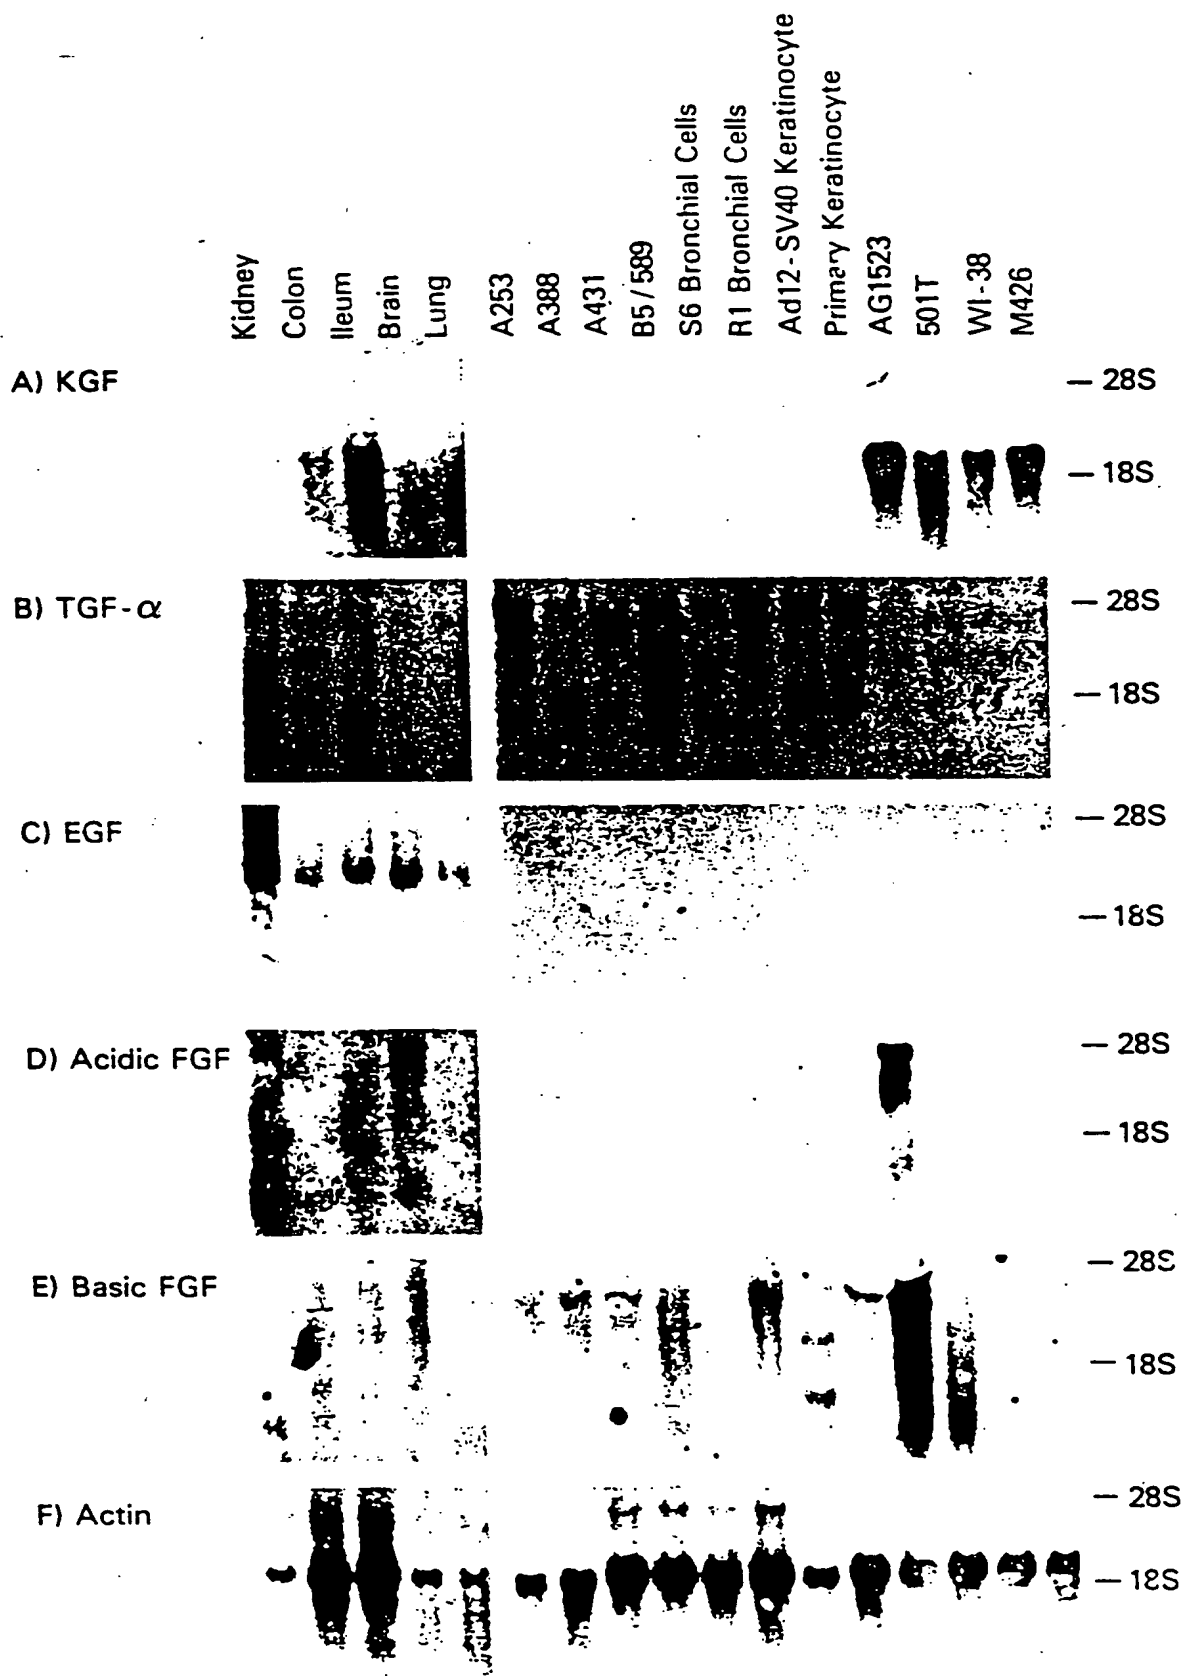 Kidney
Colon
Ileum
Brain
Lung
A253
A388
A431
B5/589
S6 Bronchial Cells
R1 Bronchial Cells
Ad12-SV40 Keratinocyte
Primary Keratinocyte
AG1523
501T
WI-38
M426
A) KGF
— 28S
— 18S
B) TGF-α
— 28S
— 18S
C) EGF
— 28S
— 18S
D) Acidic FGF
— 28S
— 18S
E) Basic FGF
— 28S
— 18S
F) Actin
— 28S
— 18S